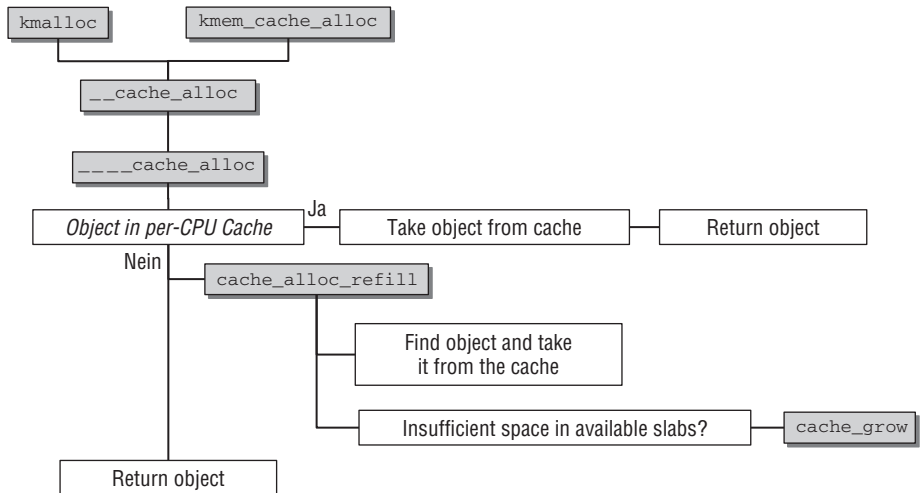 kmalloc
kmem_cache_alloc
__cache_alloc
____cache_alloc
Object in per-CPU Cache
Ja
Take object from cache
Return object
Nein
cache_alloc_refill
Find object and take
it from the cache
Insufficient space in available slabs?
cache_grow
Return object